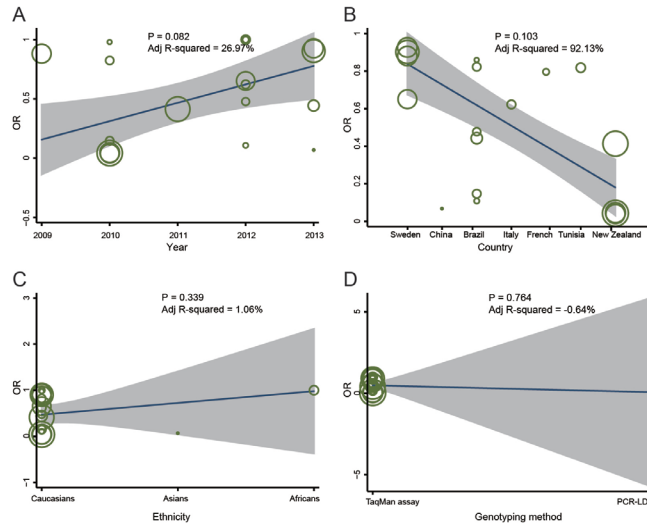 A
P = 0.082
Adj R-squared = 26.97%
1
0.5
0
−0.5
OR
2009 2010 2011 2012 2013
Year
B
P = 0.103
Adj R-squared = 92.13%
1
0.8
0.6
0.4
0.2
0
OR
Sweden China Brazil Italy French Tunisia New Zealand
Country
C
P = 0.339
Adj R-squared = 1.06%
3
2
1
0
−1
OR
Caucasians Asians Africans
Ethnicity
D
P = 0.764
Adj R-squared = -0.64%
5
0
−5
OR
TaqMan assay PCR-LD
Genotyping method